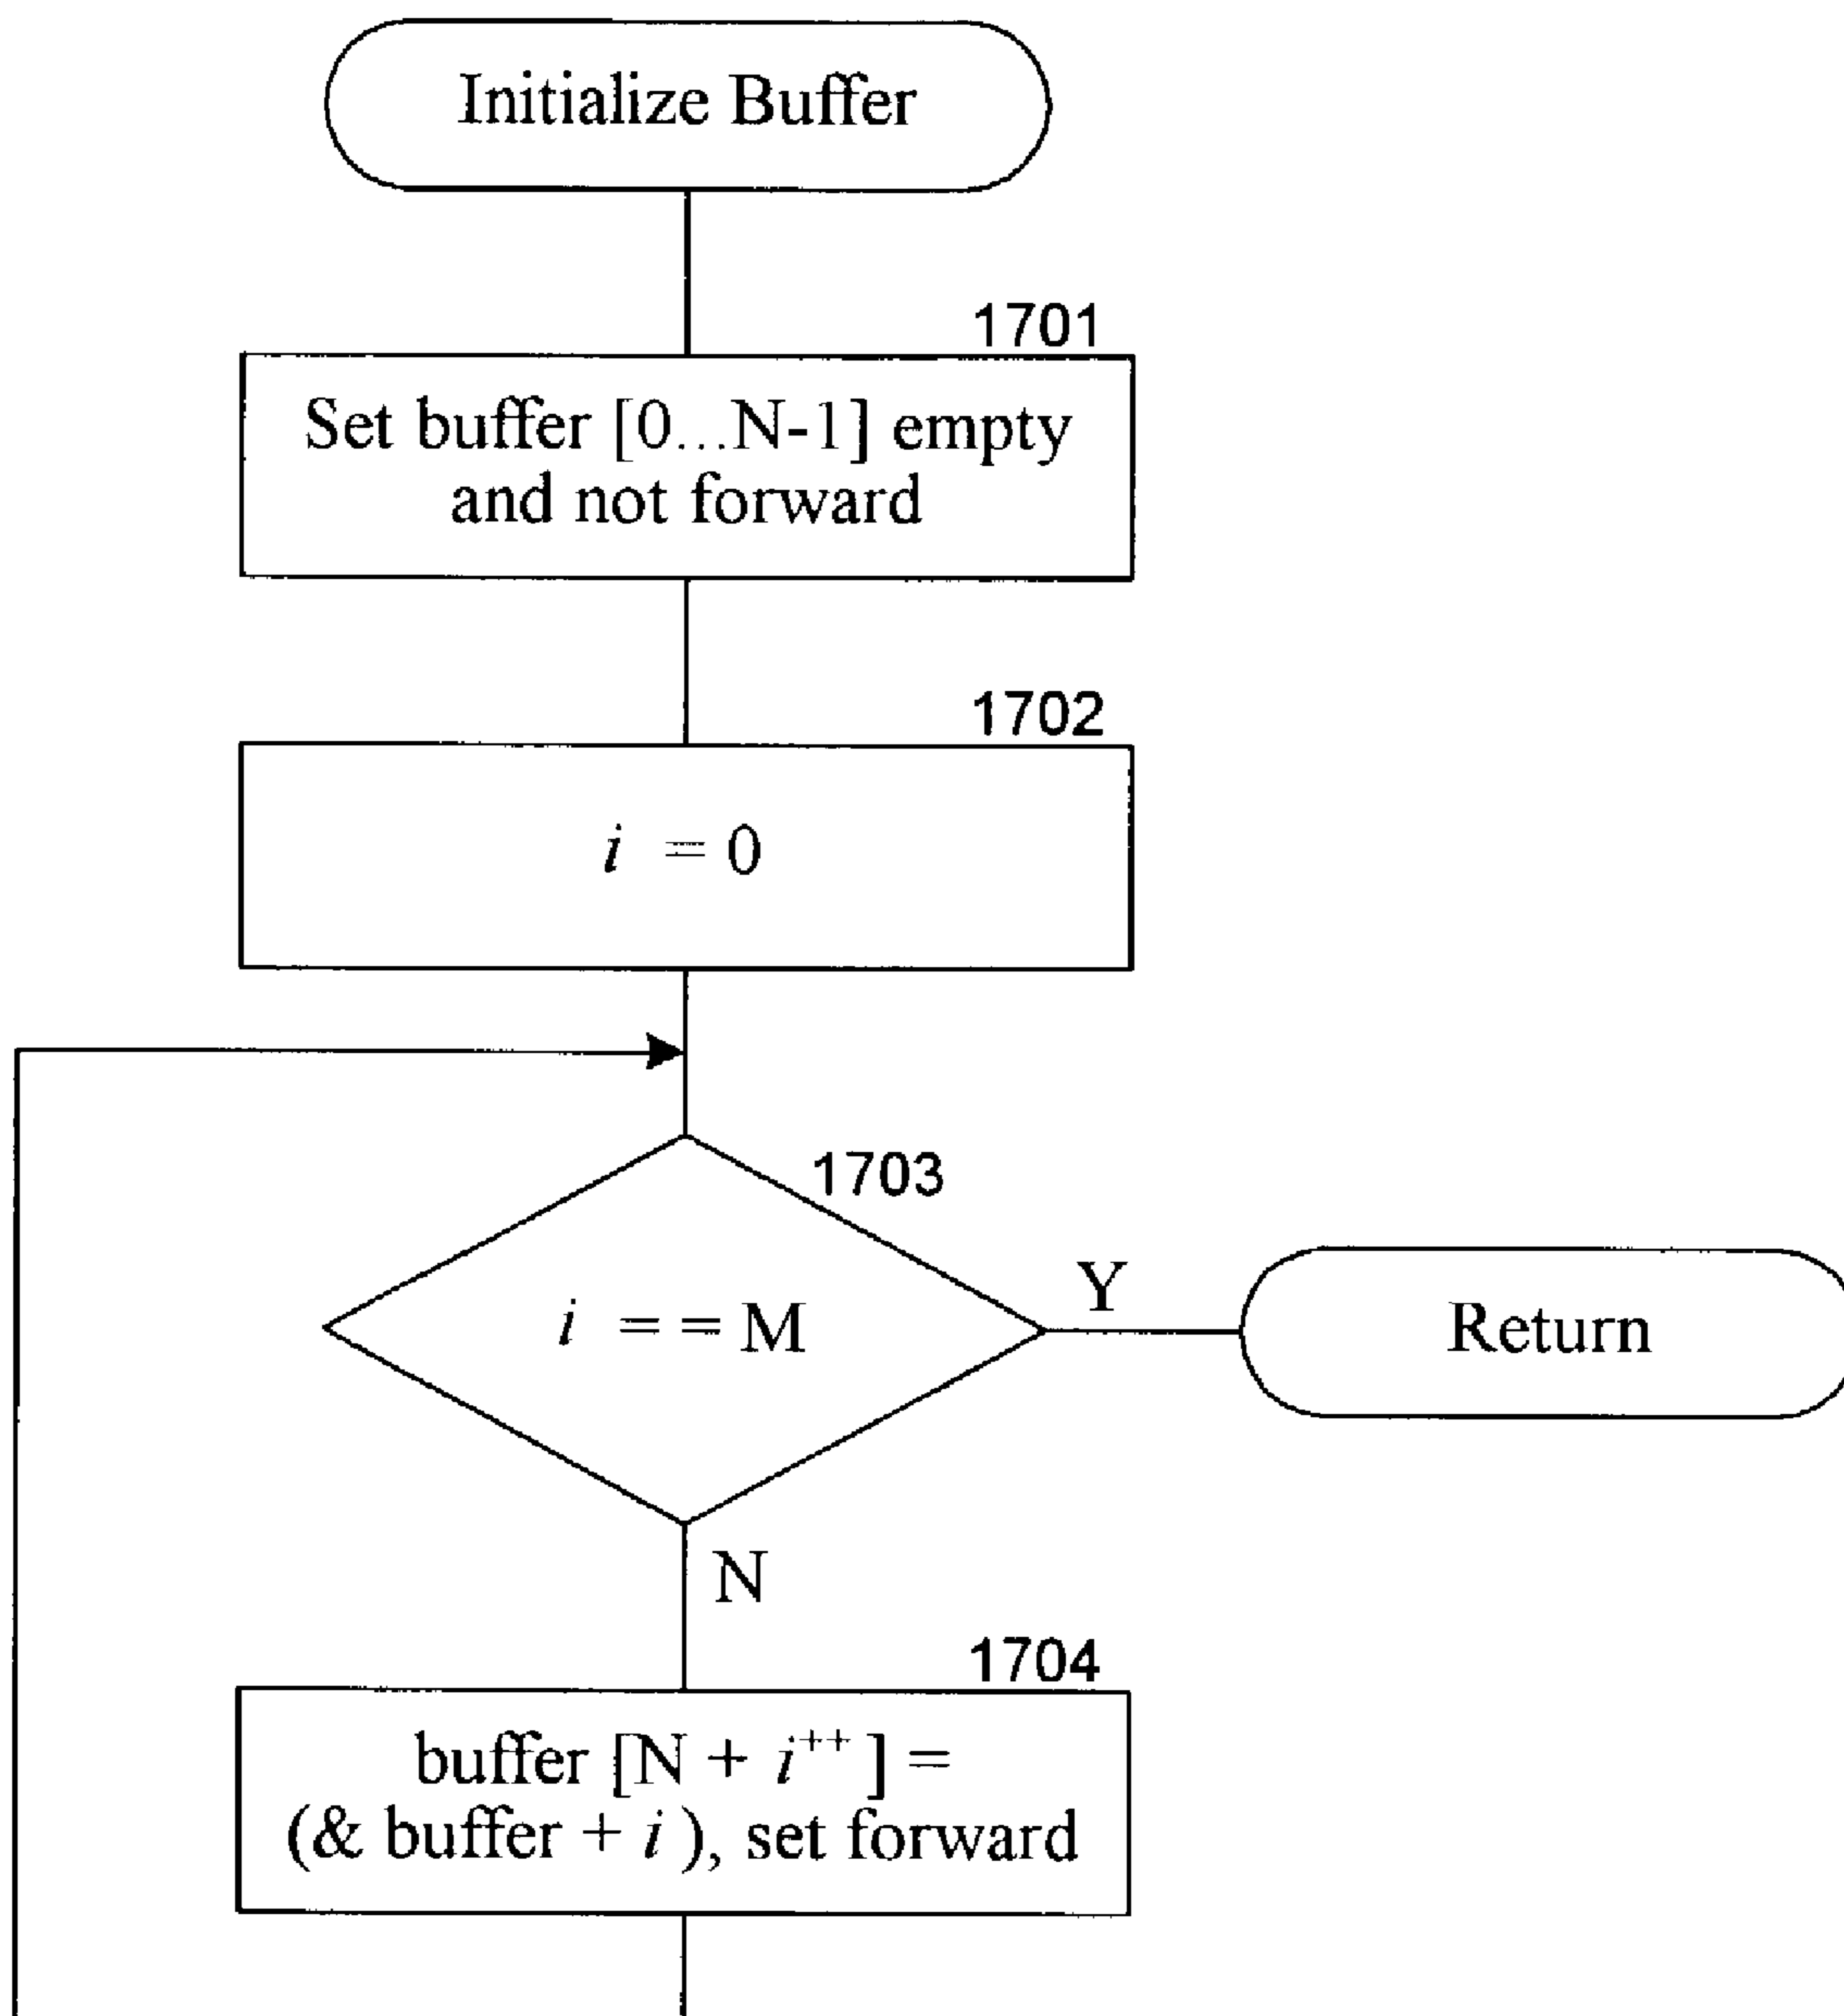 Initialize Buffer
1701
Set buffer [0...N-1] empty
and not forward
1702
i = 0
1703
i = = M
Y
Return
N
1704
buffer [N + i++ ] =
(& buffer + i ), set forward